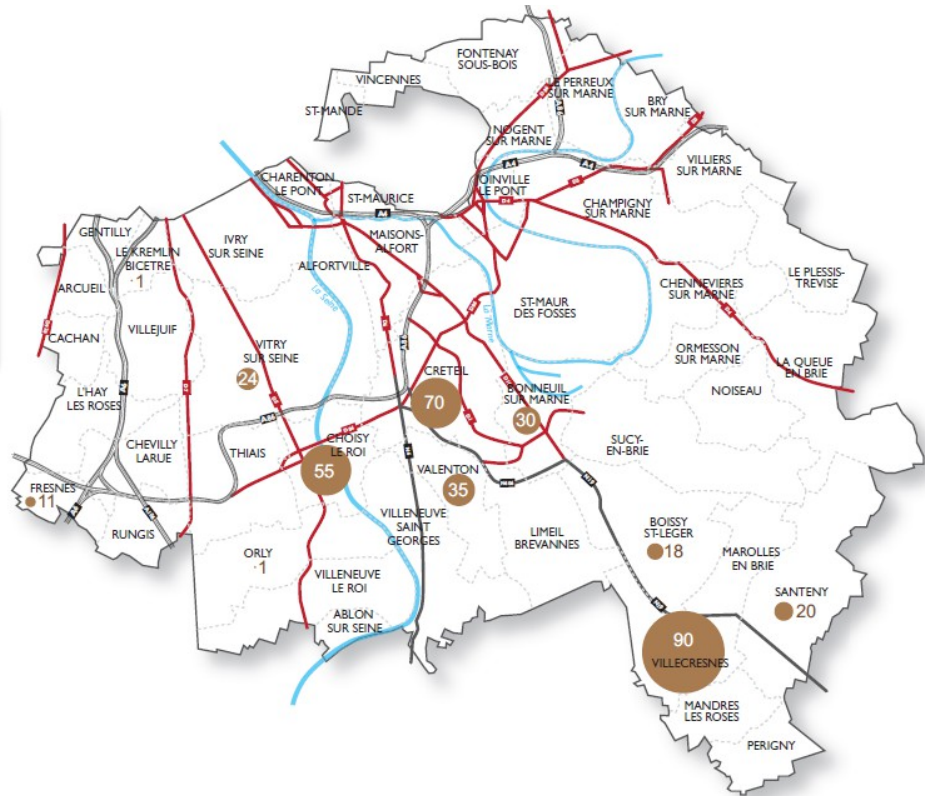 FONTENAY
SOUS-BOIS
VINCENNES
LE PERREUX
SUR MARNE
ST-MANDE
BRY
SUR MARNE
NOGENT
SUR MARNE
A4
A4
VILLIERS
SUR MARNE
CHARENTON
LE PONT
JOINVILLE
LE PONT
ST-MAURICE
CHAMPIGNY
SUR MARNE
GENTILLY
IVRY
SUR SEINE
MAISONS-
ALFORT
LE KREMLIN
BICETRE
1
ALFORTVILLE
ARCUEIL
La Seine
La Marne
CHENNEVIERES
SUR MARNE
LE PLESSIS-
TREVISE
ST-MAUR
DES FOSSES
VILLEJUIF
CACHAN
VITRY
SUR SEINE
24
ORMESSON
SUR MARNE
LA QUEUE
EN BRIE
L'HAY
LES ROSES
CRETEIL
70
BONNEUIL
SUR MARNE
30
NOISEAU
A86
CHEVILLY
LARUE
THIAIS
CHOISY
LE ROI
55
SUCY-
EN-BRIE
VALENTON
35
FRESNES
11
VILLENEUVE
SAINT
GEORGES
RUNGIS
LIMEIL
BREVANNES
BOISSY
ST-LEGER
18
ORLY
1
MAROLLES
EN BRIE
VILLENEUVE
LE ROI
SANTENY
20
ABLON
SUR SEINE
90
VILLECRESNES
MANDRES
LES ROSES
PERIGNY